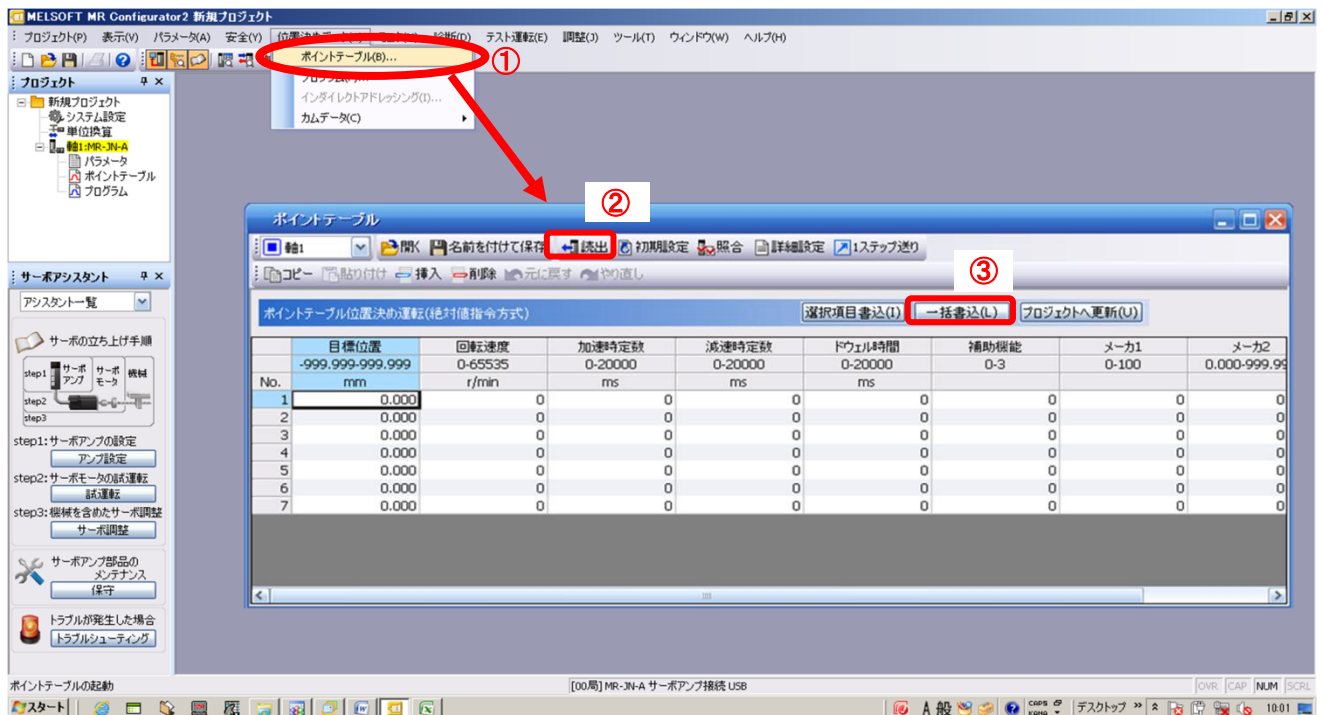 MELSOFT MR Configurator2 新規プロジェクト
プロジェクト(P) 表示(V) パラメータ(A) 安全(Y) 診断(D) テスト運転(E) 調整(J) ツール(T) ウィンドウ(W) ヘルプ(H)
ポイントテーブル(B)...
①
インダイレクトアドレッシング(I)...
カムデータ(C)
プロジェクト
新規プロジェクト
システム設定
単位換算
軸1:MR-JN-A
パラメータ
ポイントテーブル
プログラム
サーボアシスタント
アシスタント一覧
サーボの立ち上げ手順
step1 サーボアンプ サーボモータ 機械
step2
step3
step1:サーボアンプの設定
アンプ設定
step2:サーボモータの試運転
試運転
step3:機械を含めたサーボ調整
サーボ調整
サーボアンプ部品の
メンテナンス
保守
トラブルが発生した場合
トラブルシューティング
②
ポイントテーブル
軸1 開く 名前を付けて保存 読出 初期設定 照合 詳細設定 1ステップ送り
コピー 貼り付け 挿入 削除 元に戻す やり直し
③
ポイントテーブル位置決め運転(絶対値指令方式) 選択項目書込(I) 一括書込(L) プロジェクトへ更新(U)
目標位置 回転速度 加速時定数 減速時定数 ドウェル時間 補助機能 メーカ1 メーカ2
-999.999-999.999 0-65535 0-20000 0-20000 0-20000 0-3 0-100 0.000-999.99
No. mm r/min ms ms ms
1 0.000 0 0 0 0 0 0 0
2 0.000 0 0 0 0 0 0 0
3 0.000 0 0 0 0 0 0 0
4 0.000 0 0 0 0 0 0 0
5 0.000 0 0 0 0 0 0 0
6 0.000 0 0 0 0 0 0 0
7 0.000 0 0 0 0 0 0 0
ポイントテーブルの起動 [00局] MR-JN-A サーボアンプ接続 USB OVR CAP NUM SCRL
スタート A 般 CAPS KANA デスクトップ 10:01